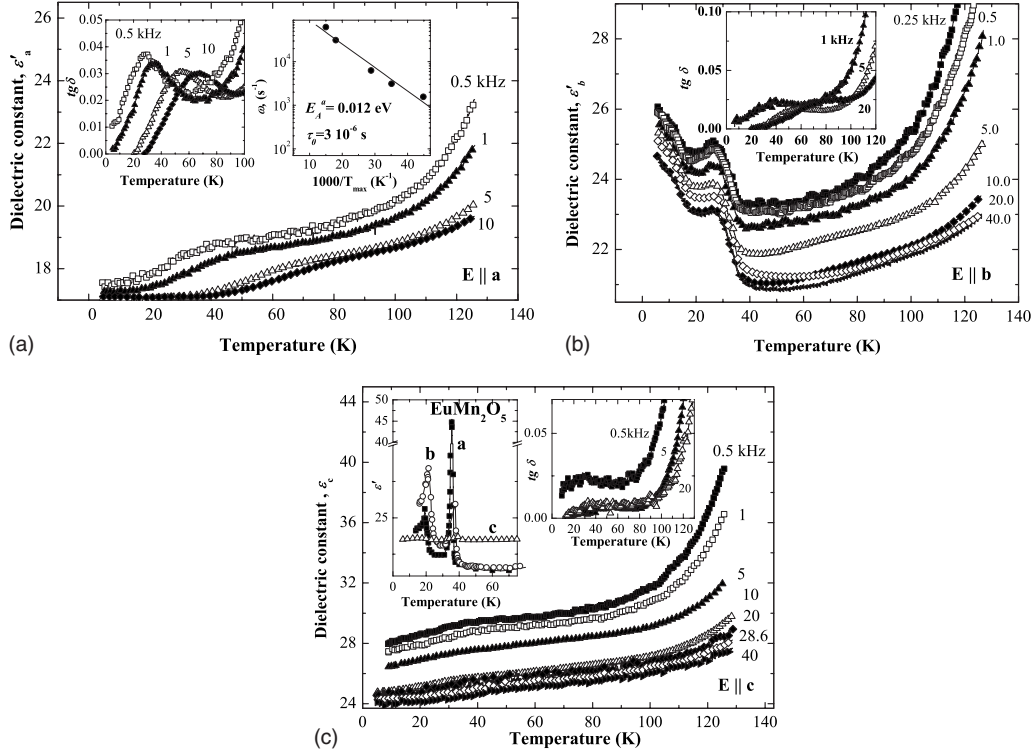 (a)
Dielectric constant, ε'a
26
24
22
20
18
0 20 40 60 80 100 120 140
Temperature (K)
0.5 kHz
1
5
10
E || a
tg δ
0.05
0.04
0.03
0.02
0.01
0.00
0 20 40 60 80 100
Temperature (K)
0.5 kHz
1 5 10
ω, (s⁻¹)
10⁴
10³
10²
10 20 30 40
1000/Tmax (K⁻¹)
EAᵃ = 0.012 eV
τ0=3 10⁻⁶ s
(b)
Dielectric constant, ε'b
28
26
24
22
0 20 40 60 80 100 120 140
Temperature (K)
0.25 kHz
0.5
1.0
5.0
10.0
20.0
40.0
E || b
tg δ
0.10
0.05
0.00
0 20 40 60 80 100 120
Temperature (K)
1 kHz
5
20
(c)
Dielectric constant , εc
44
40
36
32
28
24
0 20 40 60 80 100 120 140
Temperature (K)
0.5 kHz
1
5
10
20
28.6
40
E || c
EuMn2O5
ε'
50
45
40
25
0 20 40 60
Temperature (K)
a
b
c
tg δ
0.05
0.00
0 20 40 60 80 100 120
Temperature (K)
0.5kHz
5
20